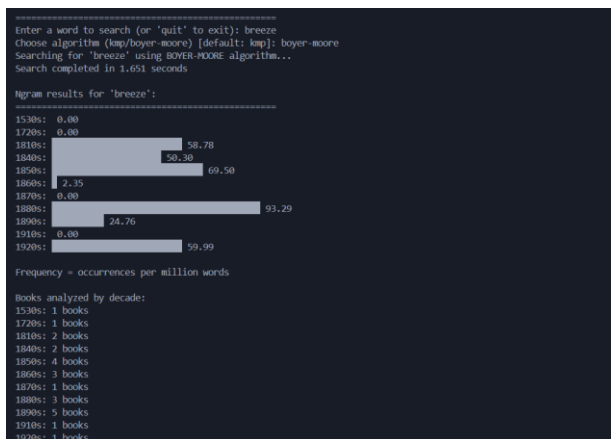 ==================================================
Enter a word to search (or 'quit' to exit): breeze
Choose algorithm (kmp/boyer-moore) [default: kmp]: boyer-moore
Searching for 'breeze' using BOYER-MOORE algorithm...
Search completed in 1.651 seconds
Ngram results for 'breeze':
==================================================
1530s: 0.00
1720s: 0.00
1810s: 58.78
1840s: 50.30
1850s: 69.50
1860s: 2.35
1870s: 0.00
1880s: 93.29
1890s: 24.76
1910s: 0.00
1920s: 59.99
Frequency = occurrences per million words
Books analyzed by decade:
1530s: 1 books
1720s: 1 books
1810s: 2 books
1840s: 2 books
1850s: 4 books
1860s: 3 books
1870s: 1 books
1880s: 3 books
1890s: 5 books
1910s: 1 books
1920s: 1 books